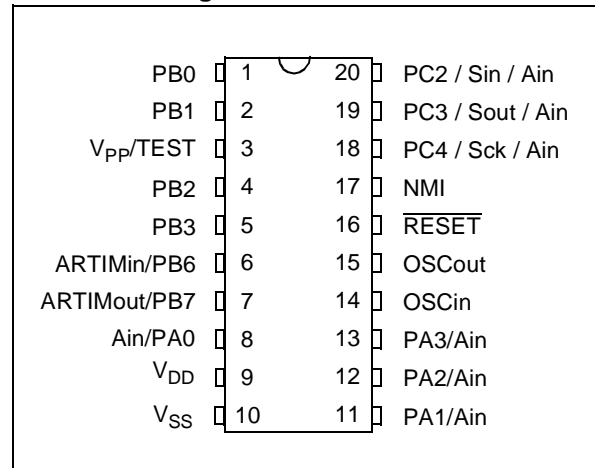 PB0 1 20 PC2 / Sin / Ain
PB1 2 19 PC3 / Sout / Ain
VPP/TEST 3 18 PC4 / Sck / Ain
PB2 4 17 NMI
PB3 5 16 RESET
ARTIMin/PB6 6 15 OSCout
ARTIMout/PB7 7 14 OSCin
Ain/PA0 8 13 PA3/Ain
VDD 9 12 PA2/Ain
VSS 10 11 PA1/Ain